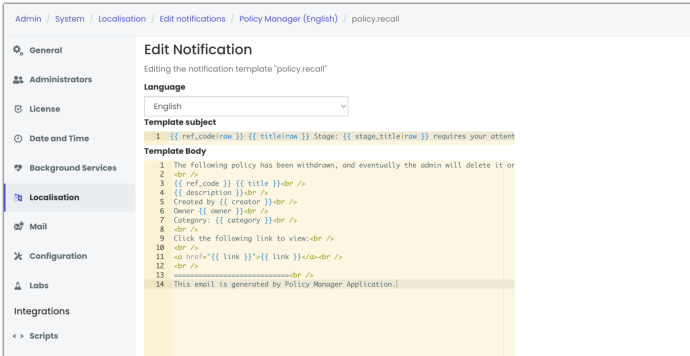 Admin / System / Localisation / Edit notifications / Policy Manager (English) / policy.recall
General
Administrators
License
Date and Time
Background Services
Localisation
Mail
Configuration
Labs
Integrations
Scripts
Edit Notification
Editing the notification template "policy.recall"
Language
English
Template subject
1 {{ ref_code|raw }} {{ title|raw }} Stage: {{ stage_title|raw }} requires your attent
Template Body
1 The following policy has been withdrawn, and eventually the admin will delete it or
2 <br />
3 {{ ref_code }} {{ title }}<br />
4 {{ description }}<br />
5 Created by {{ creator }}<br />
6 Owner {{ owner }}<br />
7 Category: {{ category }}<br />
8 <br />
9 Click the following link to view:<br />
10 <br />
11 <a href="{{ link }}">{{ link }}</a><br />
12 <br />
13 ============================<br />
14 This email is generated by Policy Manager Application.